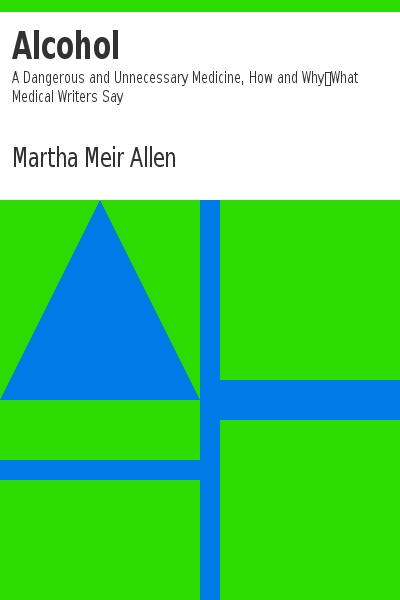 Alcohol
A Dangerous and Unnecessary Medicine, How and Why▯What
Medical Writers Say
Martha Meir Allen